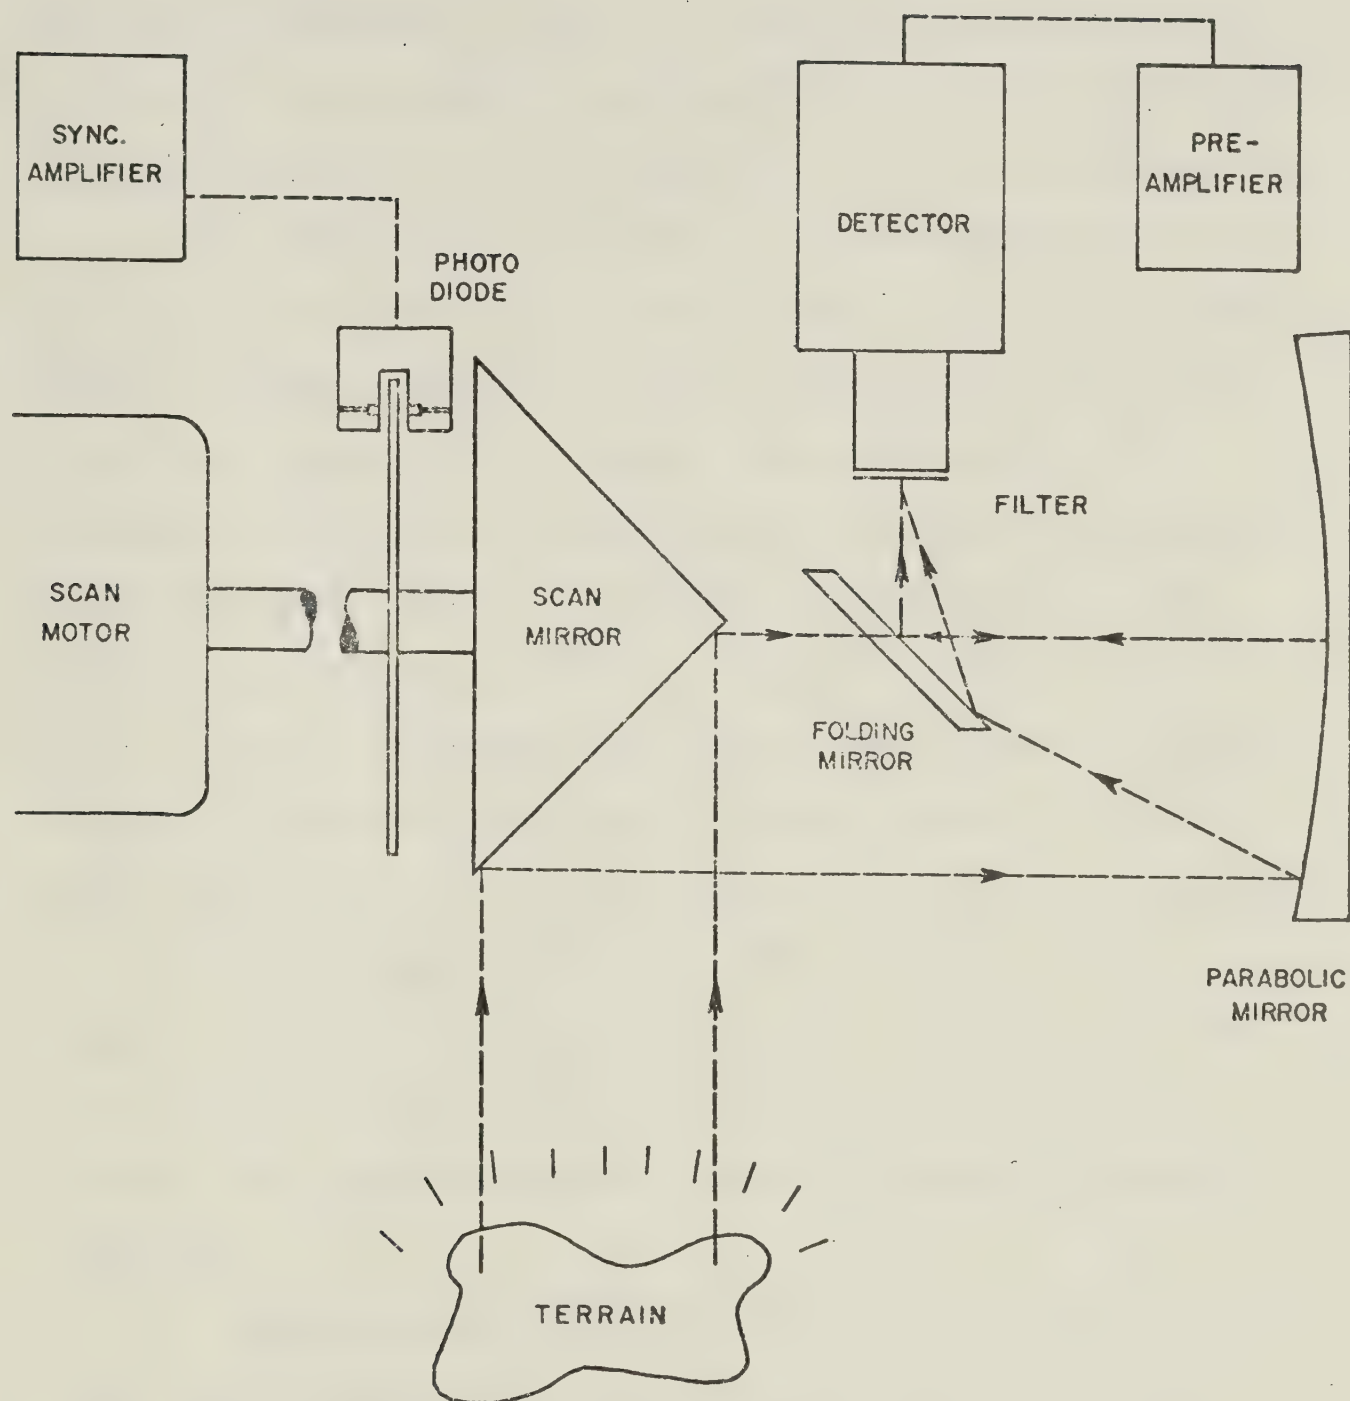 SYNC.
AMPLIFIER
PHOTO
DIODE
DETECTOR
PRE-
AMPLIFIER
FILTER
SCAN
MOTOR
SCAN
MIRROR
FOLDING
MIRROR
PARABOLIC
MIRROR
TERRAIN